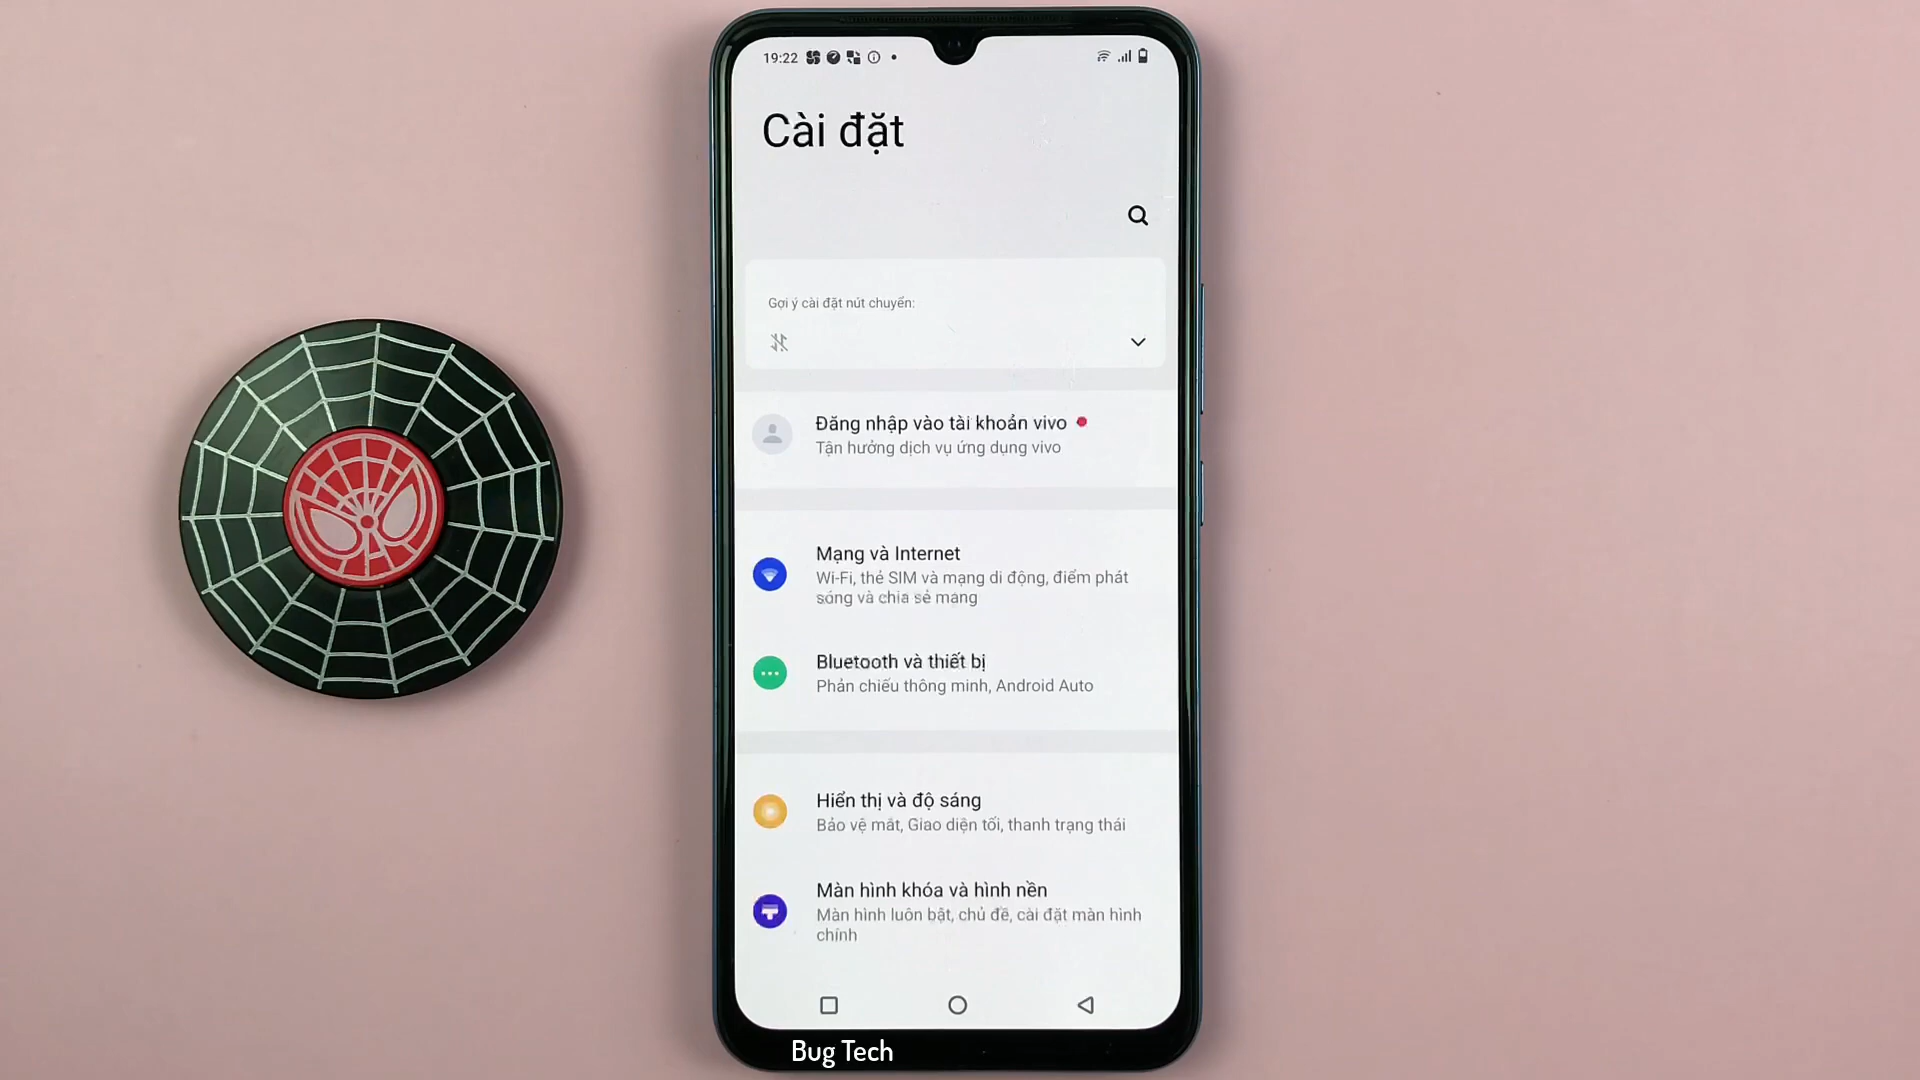 19:22
Cài đặt
Gợi ý cài đặt nút chuyển:
Đăng nhập vào tài khoản vivo
Tận hưởng dịch vụ ứng dụng vivo
Mạng và Internet
Wi-Fi, thẻ SIM và mạng di động, điểm phát
sóng và chia sẻ mạng
Bluetooth và thiết bị
Phản chiếu thông minh, Android Auto
Hiển thị và độ sáng
Bảo vệ mắt, Giao diện tối, thanh trạng thái
Màn hình khóa và hình nền
Màn hình luôn bật, chủ đề, cài đặt màn hình
chính
Bug Tech